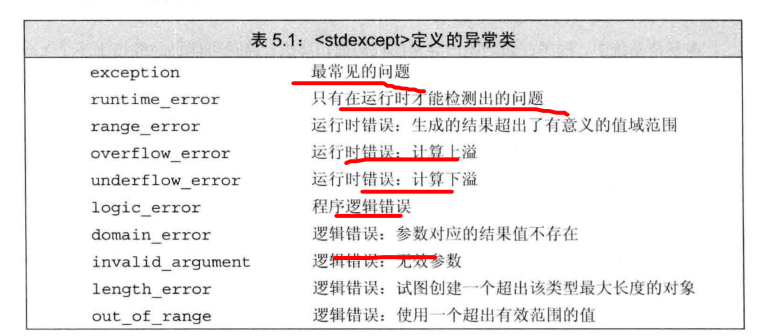 表 5.1：<stdexcept>定义的异常类
exception 最常见的问题
runtime_error 只有在运行时才能检测出的问题
range_error 运行时错误：生成的结果超出了有意义的值域范围
overflow_error 运行时错误：计算上溢
underflow_error 运行时错误：计算下溢
logic_error 程序逻辑错误
domain_error 逻辑错误：参数对应的结果值不存在
invalid_argument 逻辑错误：无效参数
length_error 逻辑错误：试图创建一个超出该类型最大长度的对象
out_of_range 逻辑错误：使用一个超出有效范围的值